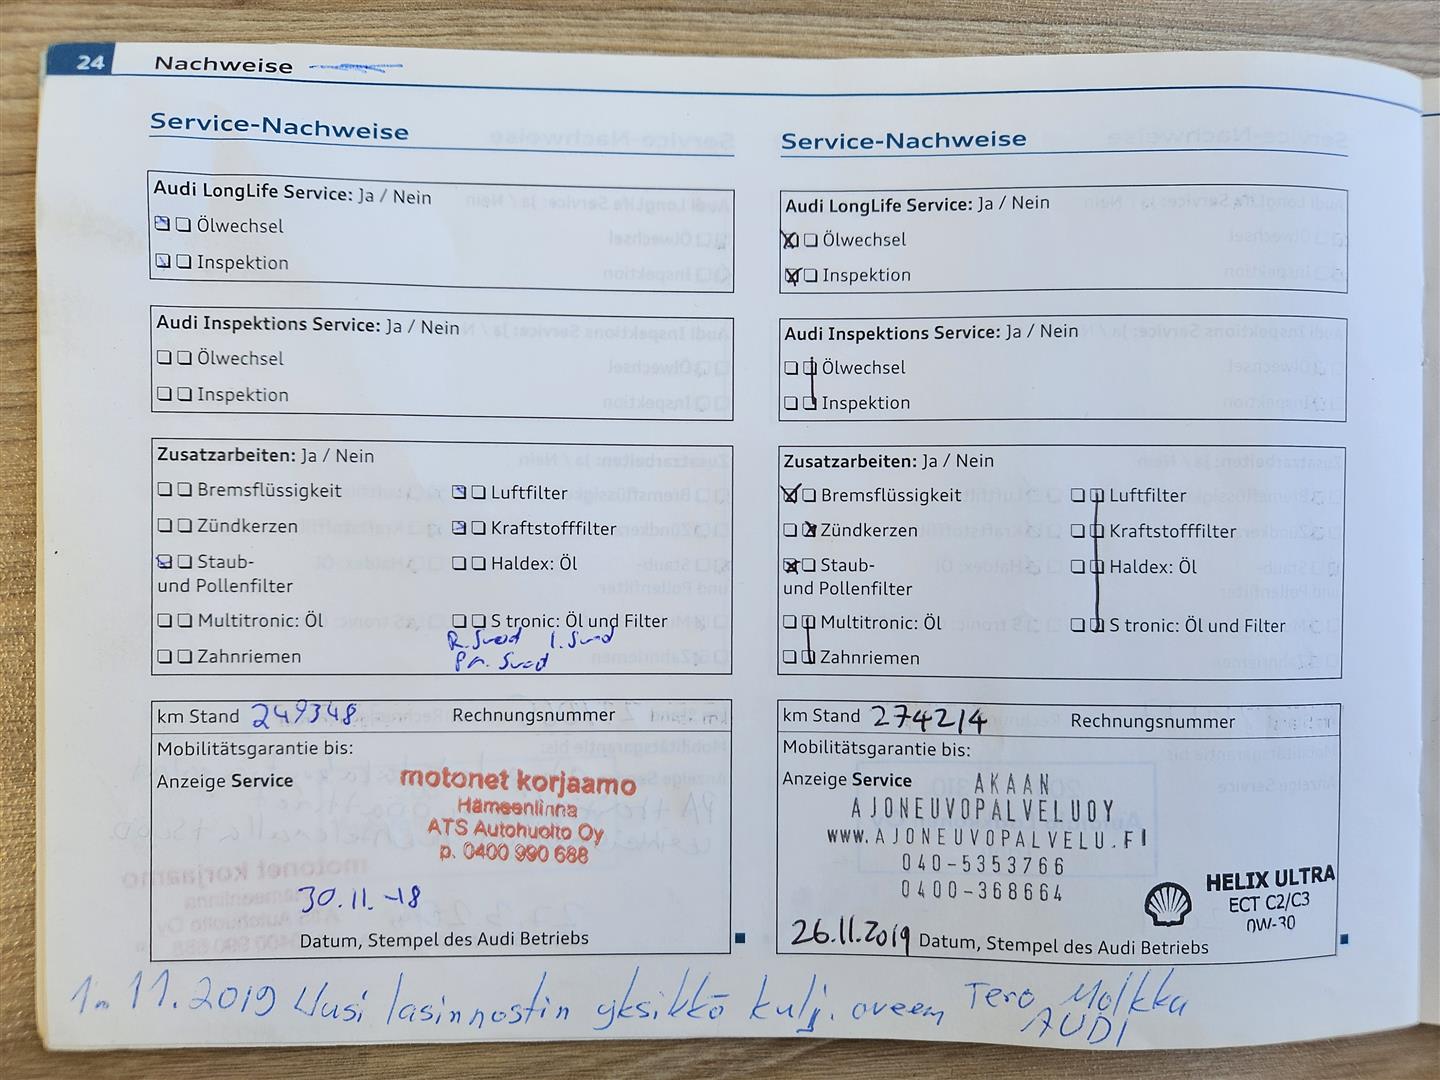 24 Nachweise
Service-Nachweise
Audi LongLife Service: Ja / Nein
Ölwechsel
Inspektion
Audi Inspektions Service: Ja / Nein
Ölwechsel
Inspektion
Zusatzarbeiten: Ja / Nein
Bremsflüssigkeit
Luftfilter
Zündkerzen
Kraftstofffilter
Staub-
und Pollenfilter
Haldex: Öl
Multitronic: Öl
S tronic: Öl und Filter
Zahnriemen
km Stand 249348
Rechnungsnummer
Mobilitätsgarantie bis:
Anzeige Service
motonet korjaamo
Hämeenlinna
ATS Autohuolto Oy
p. 0400 990 688
30.11.-18
Datum, Stempel des Audi Betriebs
Service-Nachweise
Audi LongLife Service: Ja / Nein
Ölwechsel
Inspektion
Audi Inspektions Service: Ja / Nein
Ölwechsel
Inspektion
Zusatzarbeiten: Ja / Nein
Bremsflüssigkeit
Luftfilter
Zündkerzen
Kraftstofffilter
Staub-
und Pollenfilter
Haldex: Öl
Multitronic: Öl
S tronic: Öl und Filter
Zahnriemen
km Stand 274214
Rechnungsnummer
Mobilitätsgarantie bis:
Anzeige Service
AKAAN
AJONEUVOPALVELUOY
WWW.AJONEUVOPALVELU.FI
040-5353766
0400-368664
HELIX ULTRA
ECT C2/C3
0W-30
26.11.2019 Datum, Stempel des Audi Betriebs
11.2019 Uusi lasinnostin yksikkö kulj. oveen Tero Molkka
AUDI